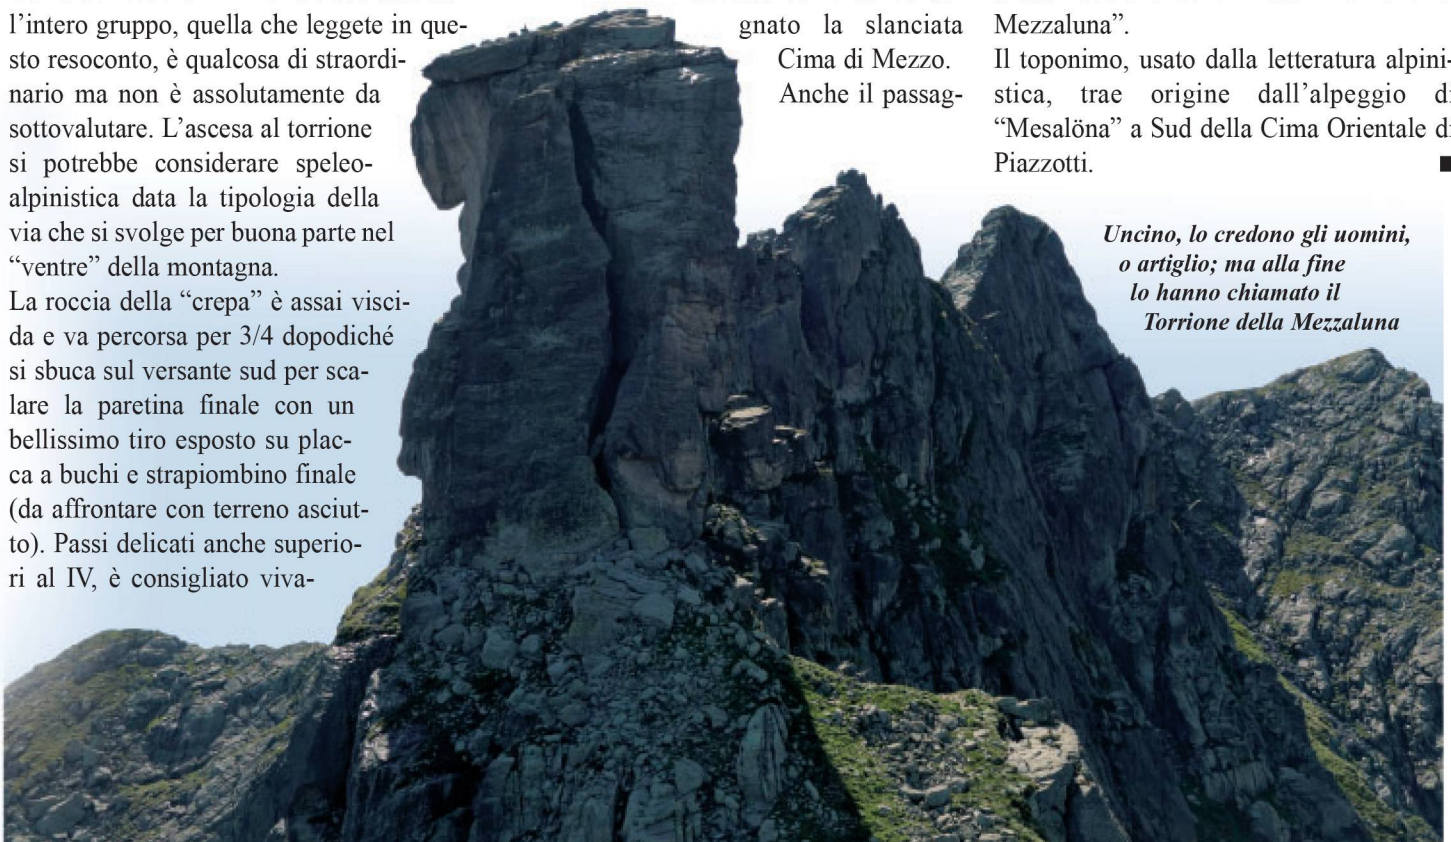 l’intero gruppo, quella che leggete in que-
sto resoconto, è qualcosa di straordi-
nario ma non è assolutamente da
sottovalutare. L’ascesa al torrione
si potrebbe considerare speleo-
alpinistica data la tipologia della
via che si svolge per buona parte nel
“ventre” della montagna.
La roccia della “crepa” è assai visci-
da e va percorsa per 3/4 dopodiché
si sbuca sul versante sud per sca-
lare la paretina finale con un
bellissimo tiro esposto su plac-
ca a buchi e strapiombino finale
(da affrontare con terreno asciut-
to). Passi delicati anche superio-
ri al IV, è consigliato viva-
gnato la slanciata
Cima di Mezzo.
Anche il passag-
Mezzaluna”.
Il toponimo, usato dalla letteratura alpini-
stica, trae origine dall’alpeggio di
“Mesalöna” a Sud della Cima Orientale di
Piazzotti.
Uncino, lo credono gli uomini,
o artiglio; ma alla fine
lo hanno chiamato il
Torrione della Mezzaluna